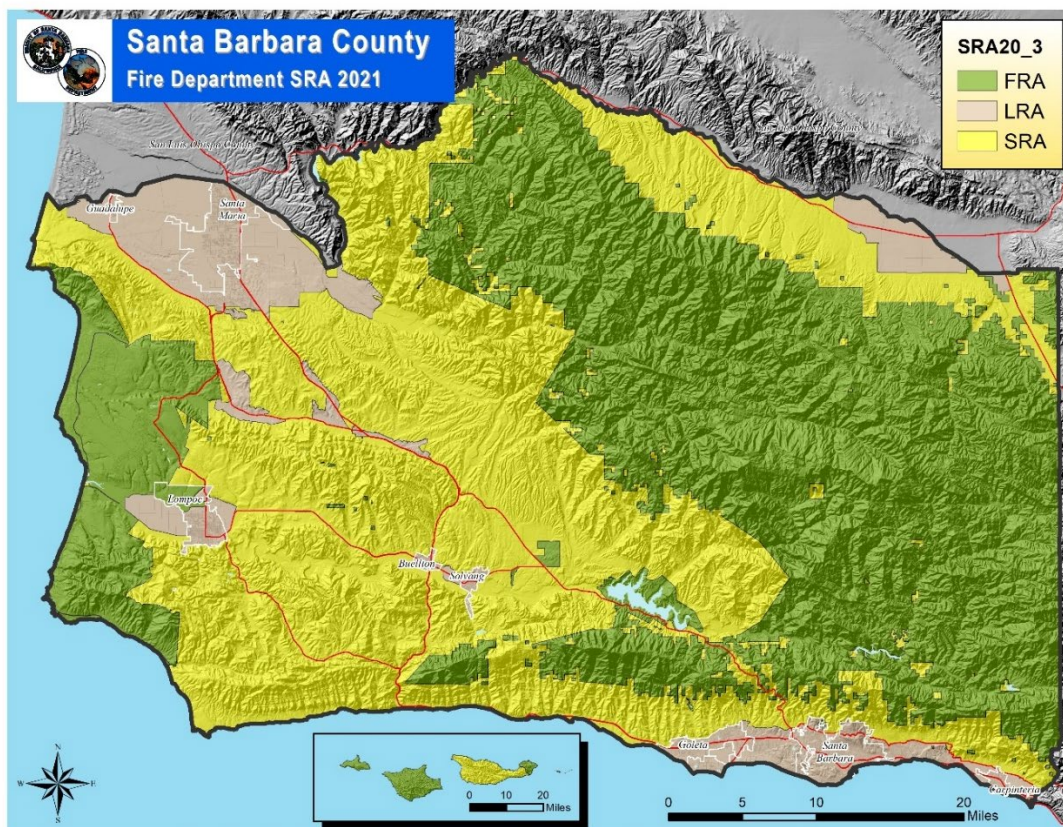 Santa Barbara County
Fire Department SRA 2021
SRA20_3
FRA
LRA
SRA
San Luis Obispo County
Guadalupe
Santa
Maria
Lompoc
Buellton
Solvang
Goleta
Santa
Barbara
Carpinteria
N
W
E
S
0 10 20
Miles
0 5 10 20
Miles